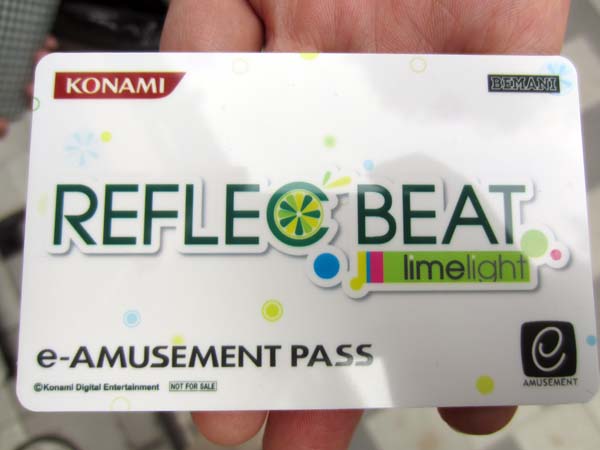 KONAMI
BEMANI
REFLEC BEAT
limelight
e-AMUSEMENT PASS
©Konami Digital Entertainment NOT FOR SALE
e
AMUSEMENT